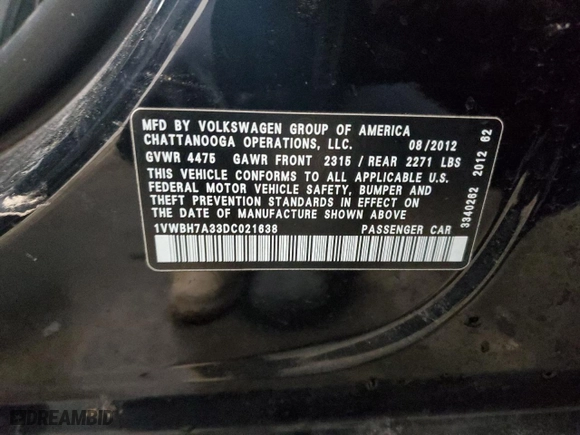 MFD BY VOLKSWAGEN GROUP OF AMERICA
CHATTANOOGA OPERATIONS, LLC. 08/2012
GVWR 4475 GAWR FRONT 2315 / REAR 2271 LBS
THIS VEHICLE CONFORMS TO ALL APPLICABLE U.S.
FEDERAL MOTOR VEHICLE SAFETY, BUMPER AND
THEFT PREVENTION STANDARDS IN EFFECT ON
THE DATE OF MANUFACTURE SHOWN ABOVE
1VWBH7A33DC021638 PASSENGER CAR
3340262 2012 62
DREAMBID